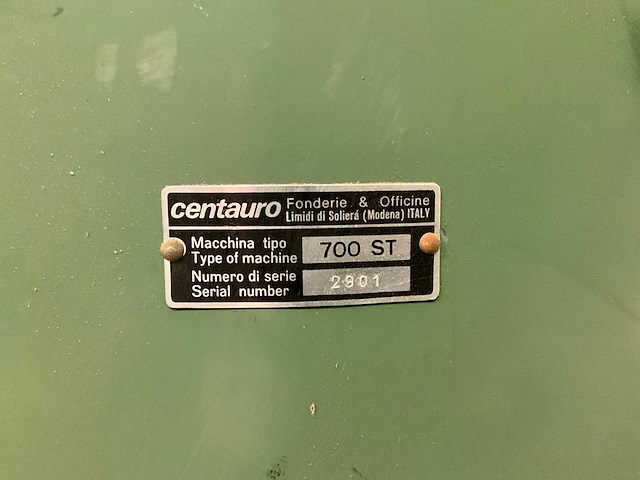 centauro Fonderie & Officine
Limidi di Solierá (Modena) ITALY
Macchina tipo
Type of machine
700 ST
Numero di serie
Serial number
2901